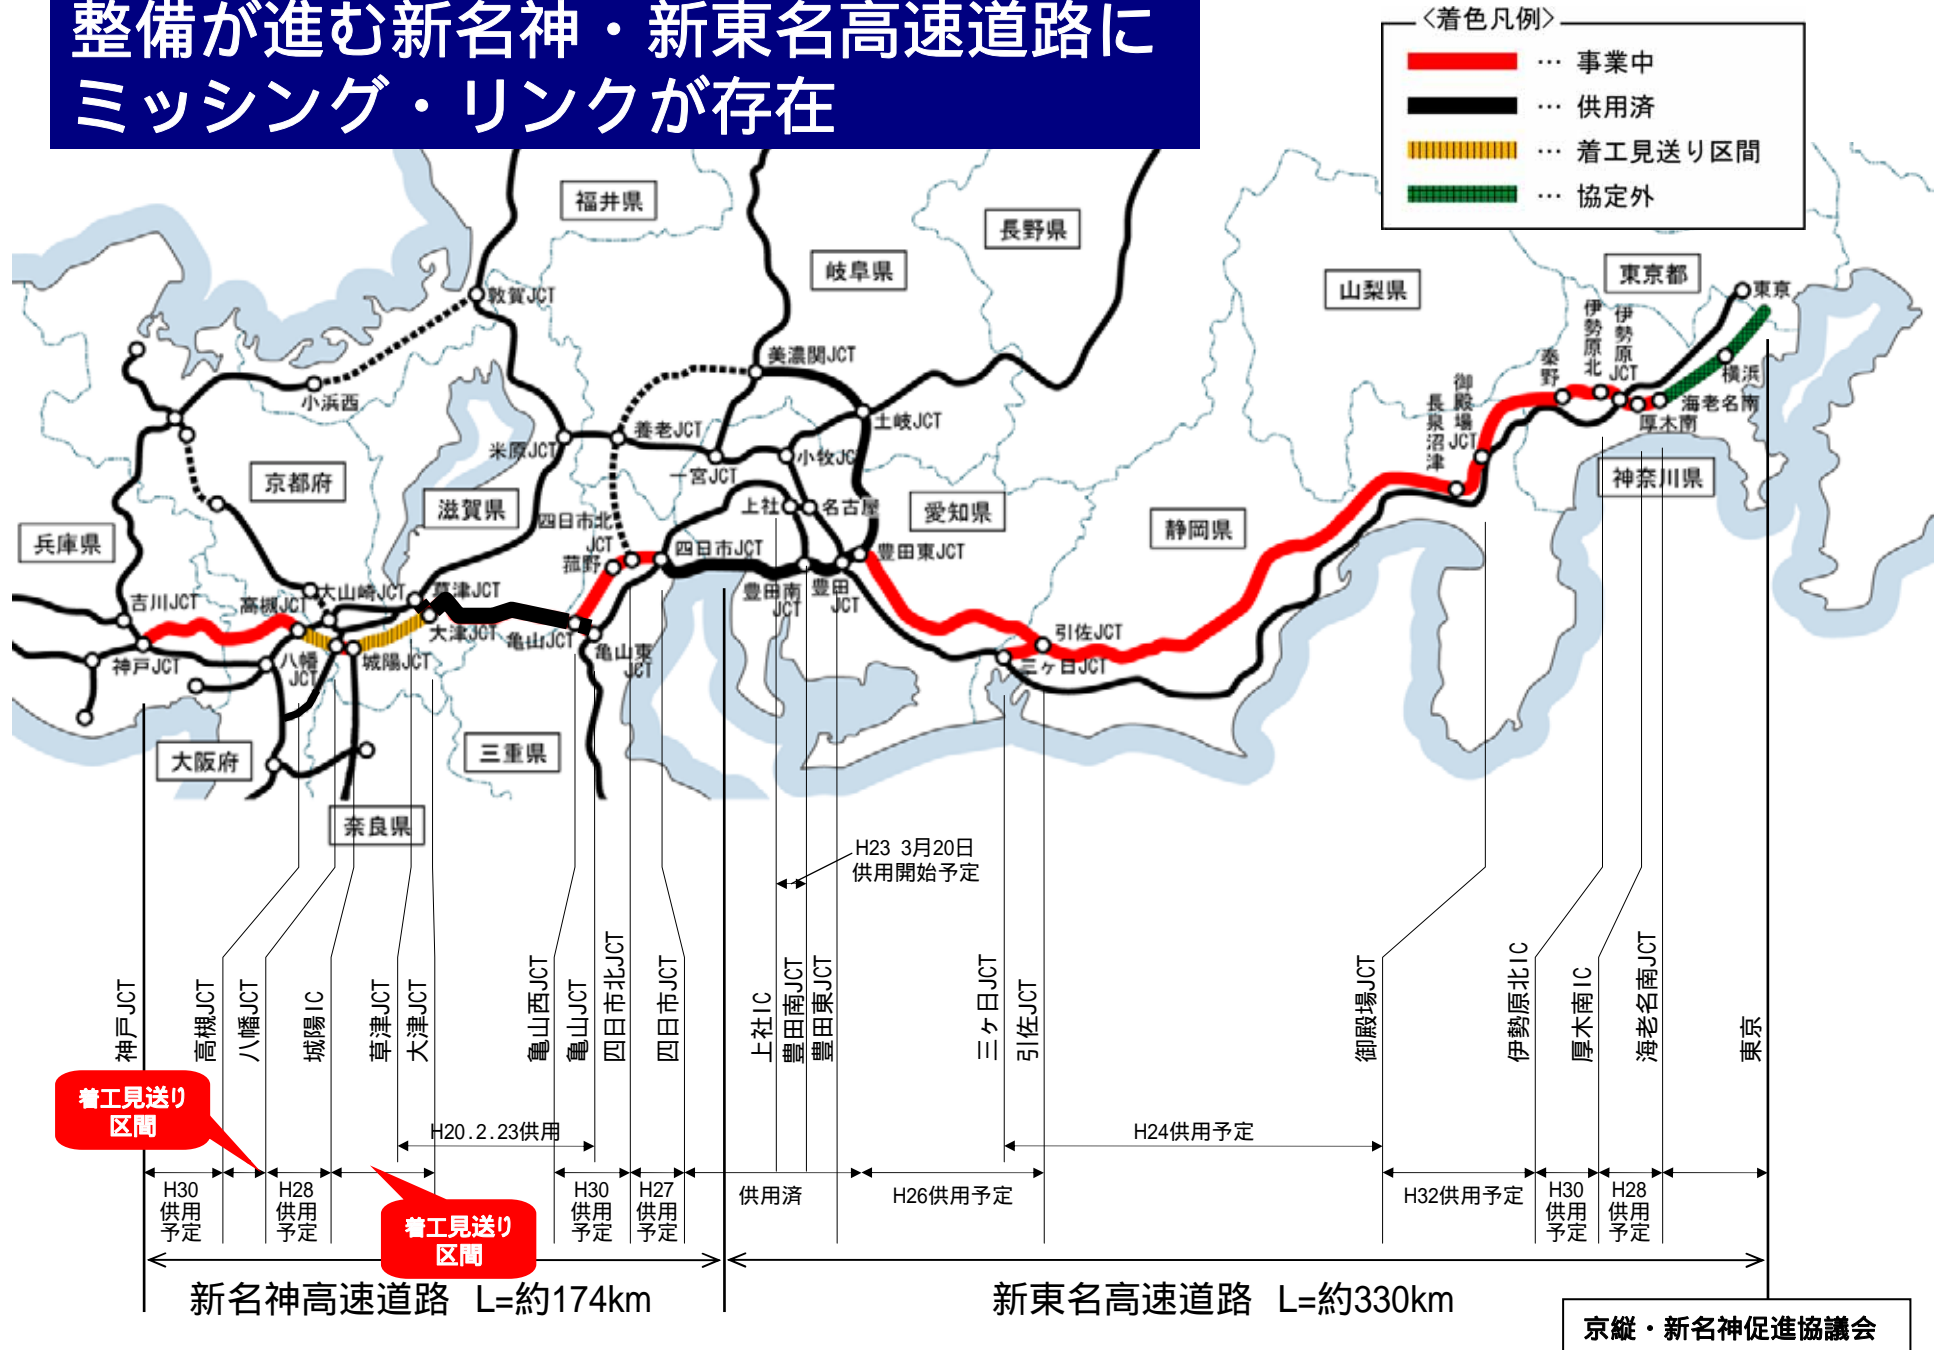 整備が進む新名神・新東名高速道路に
ミッシング・リンクが存在
〈着色凡例〉
… 事業中
… 供用済
… 着工見送り区間
… 協定外
福井県
長野県
岐阜県
山梨県
東京都
東京
敦賀JCT
伊勢原北
伊勢原JCT
美濃関JCT
秦野
横浜
小浜西
御殿場JCT
長泉沼津
海老名南
厚木南
土岐JCT
養老JCT
米原JCT
小牧JCT
一宮JCT
京都府
滋賀県
神奈川県
上社
名古屋
愛知県
静岡県
四日市北JCT
兵庫県
四日市JCT
豊田東JCT
菰野
豊田南JCT
豊田JCT
吉川JCT
高槻JCT
大山崎JCT
草津JCT
大津JCT
亀山JCT
亀山東JCT
引佐JCT
三ヶ日JCT
神戸JCT
八幡JCT
城陽JCT
大阪府
三重県
奈良県
H23 3月20日
供用開始予定
神戸JCT
高槻JCT
八幡JCT
城陽IC
草津JCT
大津JCT
亀山西JCT
亀山JCT
四日市北JCT
四日市JCT
上社IC
豊田南JCT
豊田東JCT
三ヶ日JCT
引佐JCT
御殿場JCT
伊勢原北IC
厚木南IC
海老名南JCT
東京
着工見送り
区間
H20.2.23供用
H24供用予定
H30
供用
予定
H28
供用
予定
着工見送り
区間
H30
供用
予定
H27
供用
予定
供用済
H26供用予定
H32供用予定
H30
供用
予定
H28
供用
予定
新名神高速道路 L=約174km
新東名高速道路 L=約330km
京縦・新名神促進協議会